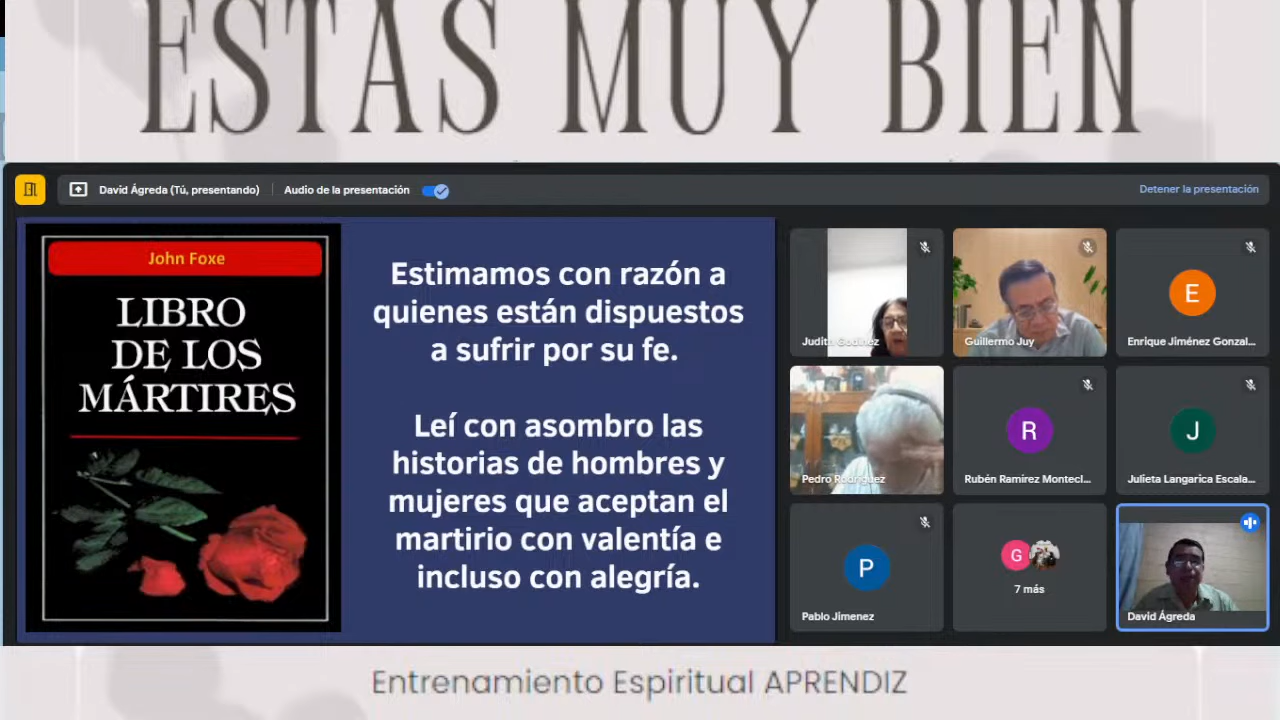 ESTAS MUY BIEN
David Ágreda (Tú, presentando)
Audio de la presentación
Detener la presentación
John Foxe
LIBRO
DE LOS
MÁRTIRES
Estimamos con razón a
quienes están dispuestos
a sufrir por su fe.
Leí con asombro las
historias de hombres y
mujeres que aceptan el
martirio con valentía e
incluso con alegría.
Judith Godínez
Guillermo Juy
E
Enrique Jiménez Gonzal...
Pedro Rodríguez
R
Rubén Ramírez Montecl...
J
Julieta Langarica Escala...
P
Pablo Jimenez
G
7 más
David Ágreda
Entrenamiento Espiritual APRENDIZ